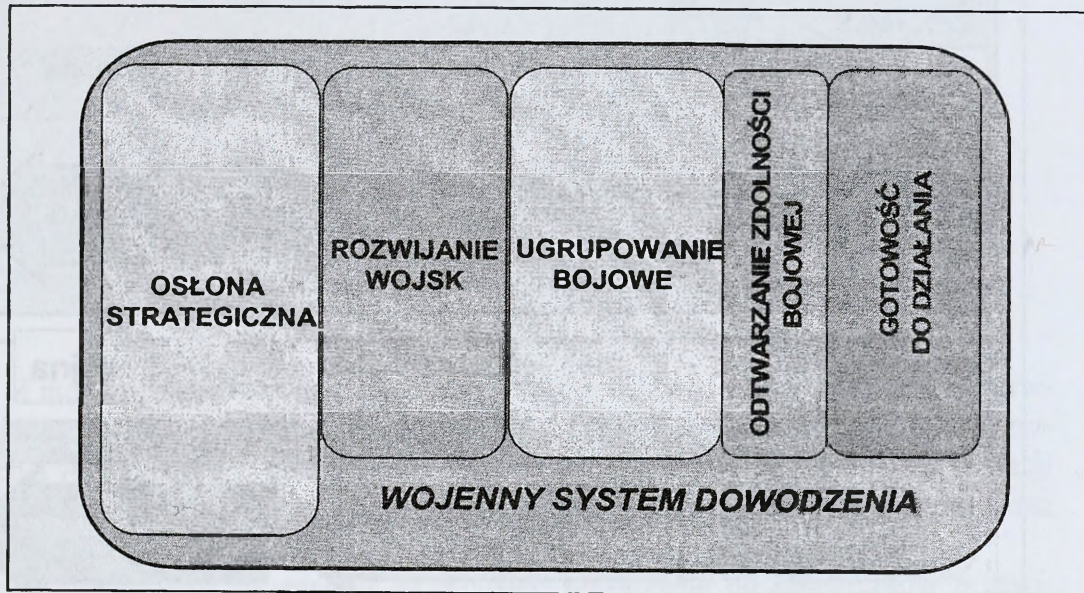 OSŁONA
STRATEGICZNA
ROZWIJANIE
WOJSK
UGRUPOWANIE
BOJOWE
ODTWARZANIE ZDOLNOŚCI
BOJOWEJ
GOTOWOŚĆ
DO DZIAŁANIA
WOJENNY SYSTEM DOWODZENIA